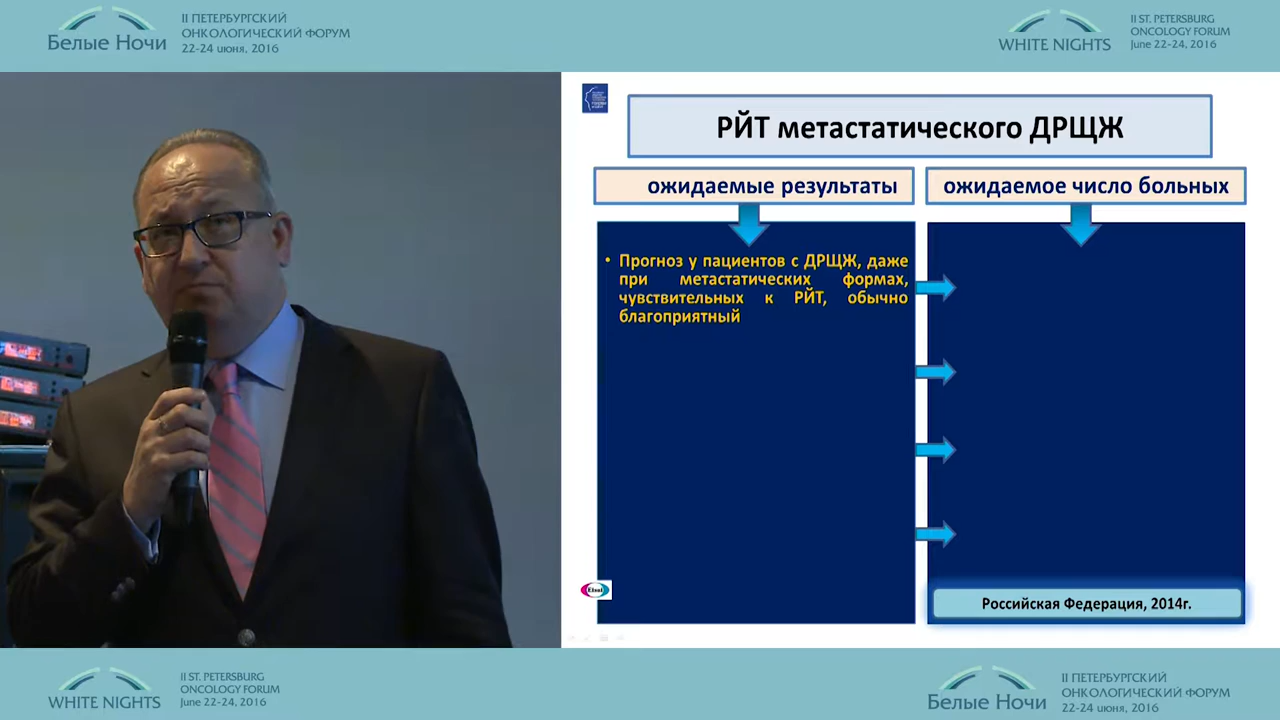 II ПЕТЕРБУРГСКИЙ
ОНКОЛОГИЧЕСКИЙ ФОРУМ
22-24 июня, 2016
Белые Ночи
II ST. PETERSBURG
ONCOLOGY FORUM
June 22-24, 2016
WHITE NIGHTS
РЙТ метастатического ДРЩЖ
ожидаемые результаты
ожидаемое число больных
• Прогноз у пациентов с ДРЩЖ, даже
при метастатических формах,
чувствительных к РЙТ, обычно
благоприятный
Российская Федерация, 2014г.
II ST. PETERSBURG
ONCOLOGY FORUM
June 22-24, 2016
WHITE NIGHTS
II ПЕТЕРБУРГСКИЙ
ОНКОЛОГИЧЕСКИЙ ФОРУМ
22-24 июня, 2016
Белые Ночи